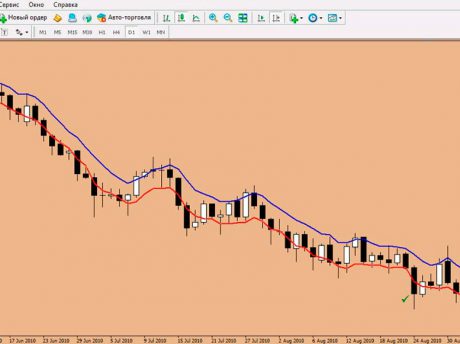 Сервис Окно Справка
Новый ордер Авто-торговля
T M1 M5 M15 M30 H1 H4 D1 W1 MN
17 Jun 2010 23 Jun 2010 29 Jun 2010 5 Jul 2010 9 Jul 2010 15 Jul 2010 21 Jul 2010 27 Jul 2010 2 Aug 2010 6 Aug 2010 12 Aug 2010 18 Aug 2010 24 Aug 2010 30 Aug